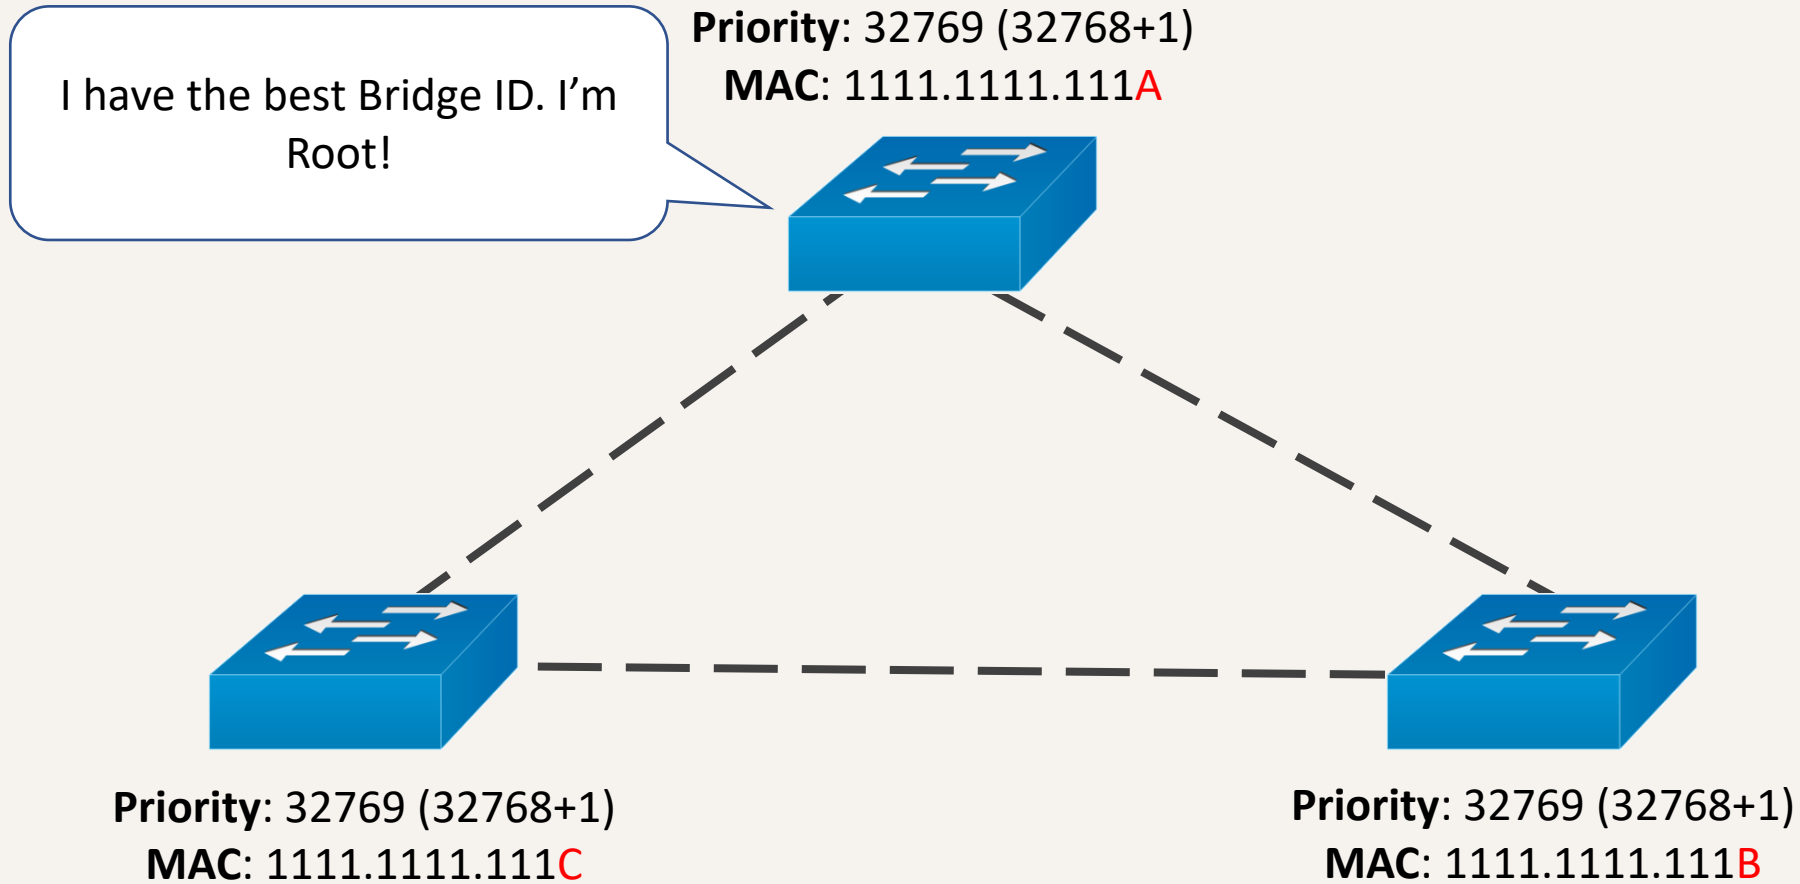 Priority: 32769 (32768+1)
MAC: 1111.1111.111A
I have the best Bridge ID. I’m
Root!
Priority: 32769 (32768+1)
MAC: 1111.1111.111C
Priority: 32769 (32768+1)
MAC: 1111.1111.111B